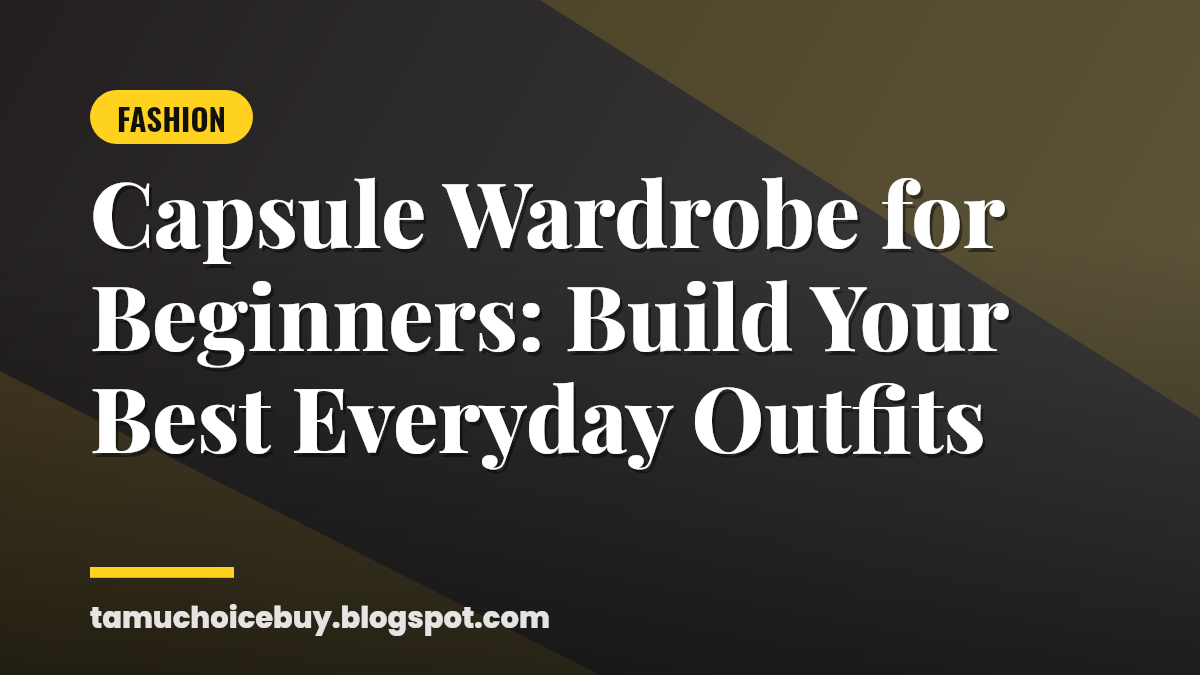 FASHION
Capsule Wardrobe for
Beginners: Build Your
Best Everyday Outfits
tamuchoicebuy.blogspot.com